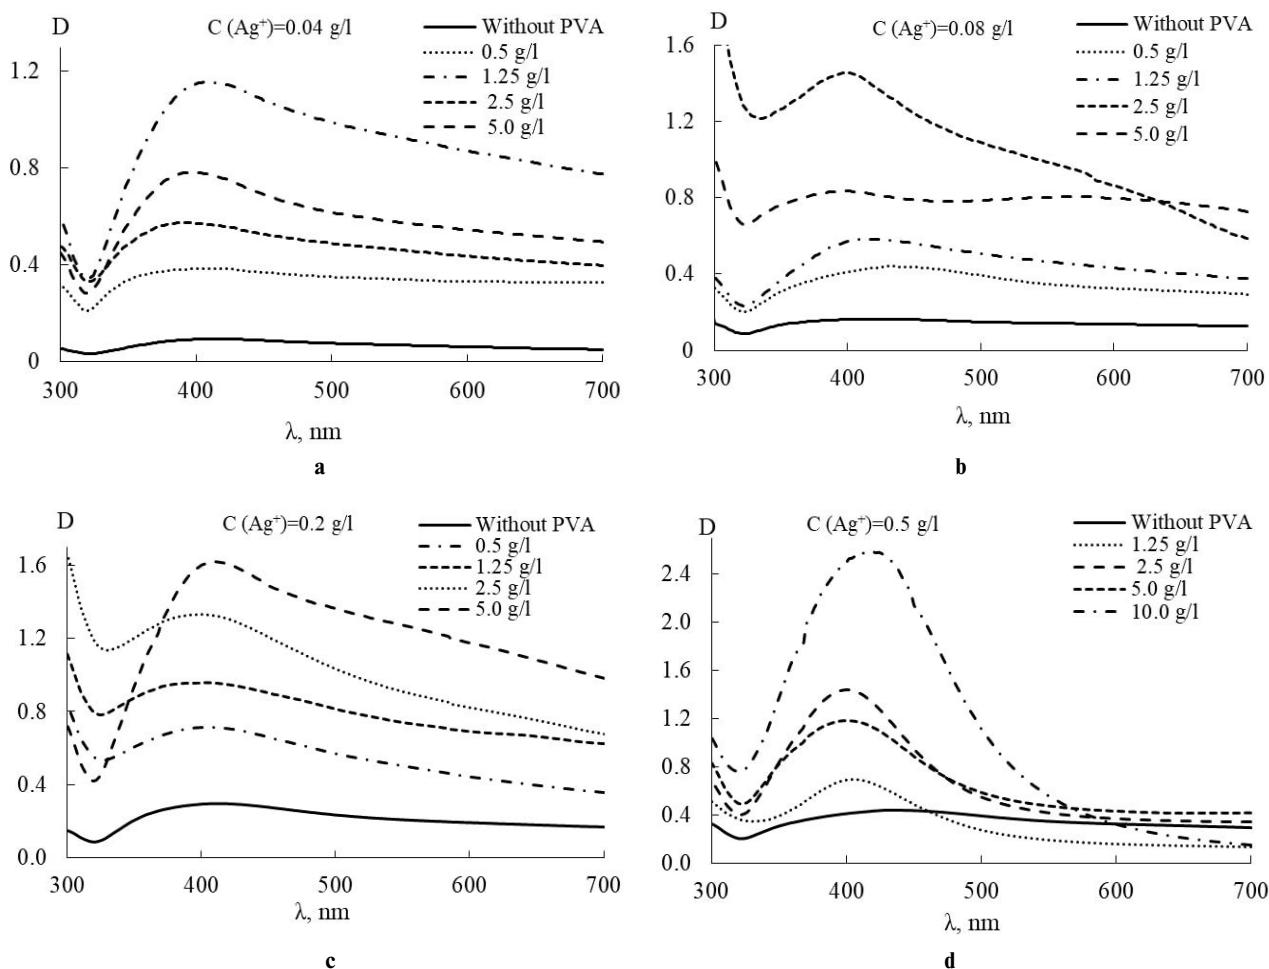 D
C (Ag⁺)=0.04 g/l
Without PVA
0.5 g/l
1.25 g/l
2.5 g/l
5.0 g/l
1.2
0.8
0.4
0
300 400 500 600 700
λ, nm
a
D
C (Ag⁺)=0.08 g/l
Without PVA
0.5 g/l
1.25 g/l
2.5 g/l
5.0 g/l
1.6
1.2
0.8
0.4
0
300 400 500 600 700
λ, nm
b
D
C (Ag⁺)=0.2 g/l
Without PVA
0.5 g/l
1.25 g/l
2.5 g/l
5.0 g/l
1.6
1.2
0.8
0.4
0.0
300 400 500 600 700
λ, nm
c
D
C (Ag⁺)=0.5 g/l
Without PVA
1.25 g/l
2.5 g/l
5.0 g/l
10.0 g/l
2.4
2.0
1.6
1.2
0.8
0.4
0.0
300 400 500 600 700
λ, nm
d